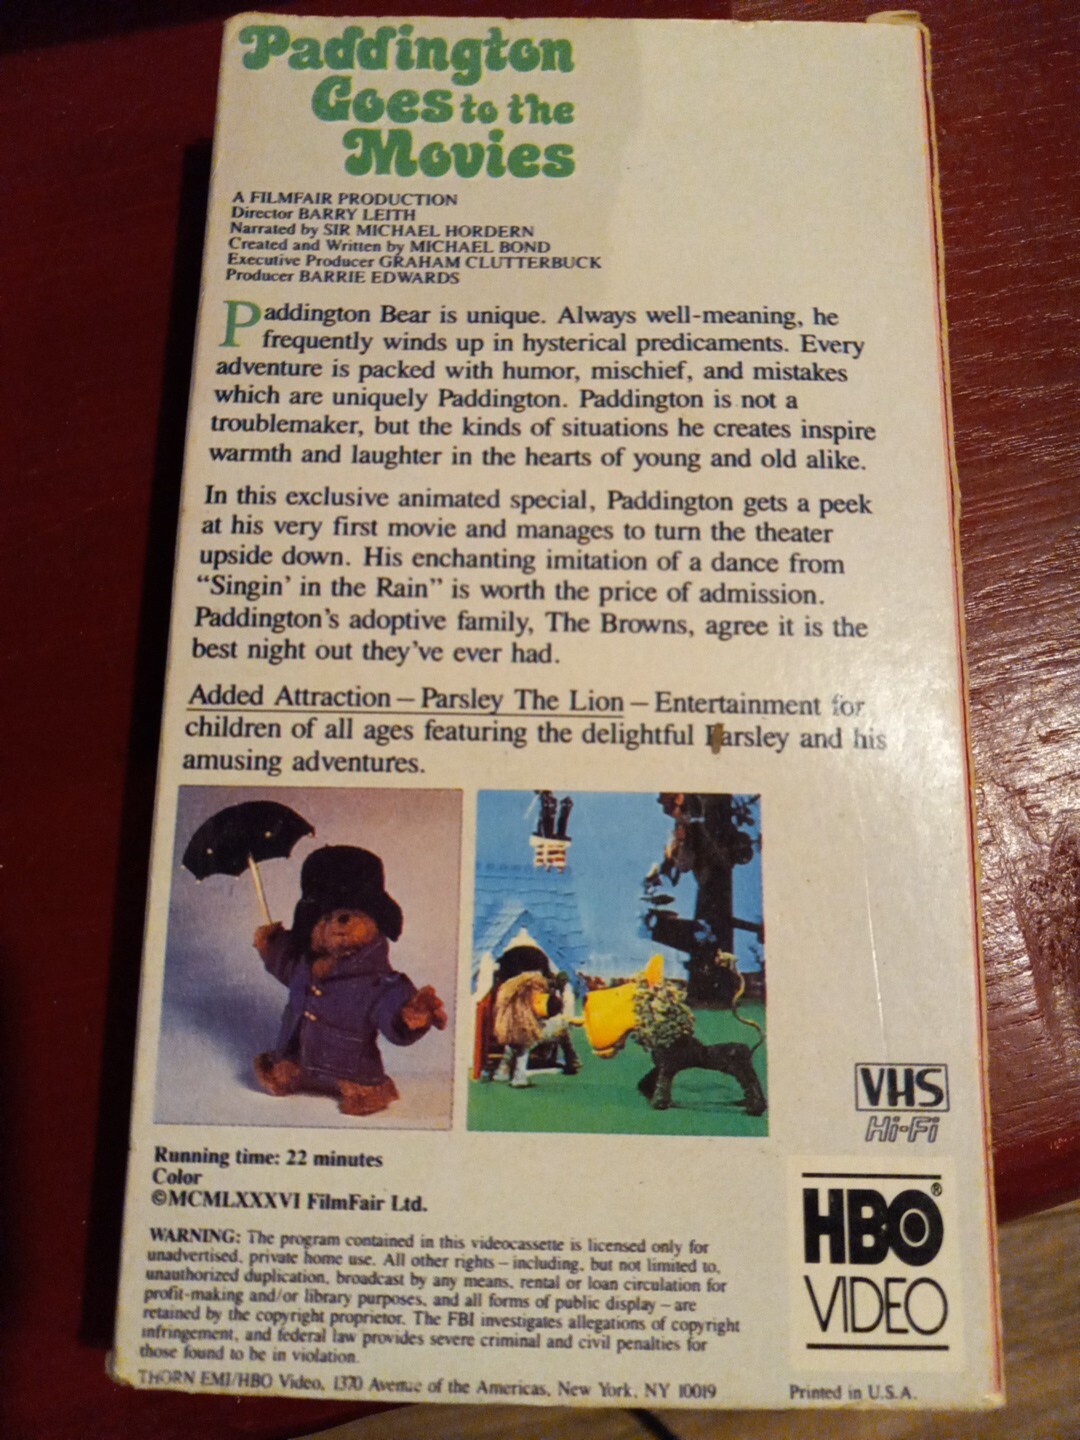 Paddington
Goes to the
Movies
A FILMFAIR PRODUCTION
Director BARRY LEITH
Narrated by SIR MICHAEL HORDERN
Created and Written by MICHAEL BOND
Executive Producer GRAHAM CLUTTERBUCK
Producer BARRIE EDWARDS
Paddington Bear is unique. Always well-meaning, he
frequently winds up in hysterical predicaments. Every
adventure is packed with humor, mischief, and mistakes
which are uniquely Paddington. Paddington is not a
troublemaker, but the kinds of situations he creates inspire
warmth and laughter in the hearts of young and old alike.
In this exclusive animated special, Paddington gets a peek
at his very first movie and manages to turn the theater
upside down. His enchanting imitation of a dance from
“Singin’ in the Rain” is worth the price of admission.
Paddington’s adoptive family, The Browns, agree it is the
best night out they’ve ever had.
Added Attraction — Parsley The Lion — Entertainment for
children of all ages featuring the delightful Parsley and his
amusing adventures.
VHS
Hi-Fi
Running time: 22 minutes
Color
©MCMLXXXVI FilmFair Ltd.
HBO®
VIDEO
WARNING: The program contained in this videocassette is licensed only for
unadvertised, private home use. All other rights – including, but not limited to,
unauthorized duplication, broadcast by any means, rental or loan circulation for
profit-making and/or library purposes, and all forms of public display – are
retained by the copyright proprietor. The FBI investigates allegations of copyright
infringement, and federal law provides severe criminal and civil penalties for
those found to be in violation.
THORN EMI/HBO Video, 1370 Avenue of the Americas, New York, NY 10019
Printed in U.S.A.